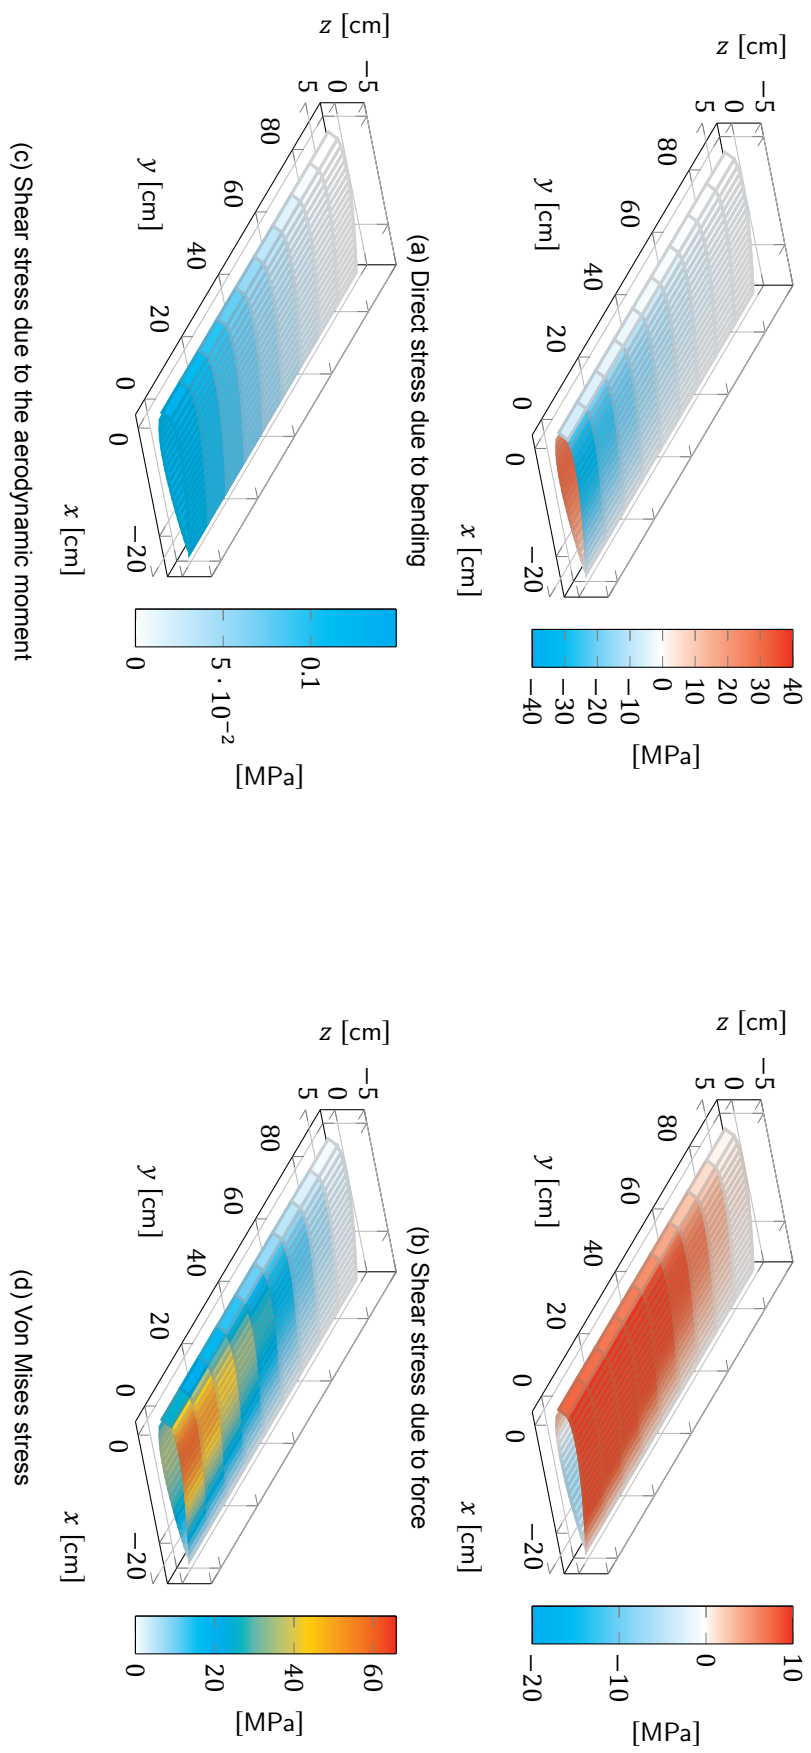 −5
0
5
z [cm]
80
60
40
20
0
y [cm]
0
−20
x [cm]
40
30
20
10
0
−10
−20
−30
−40
[MPa]
(a) Direct stress due to bending
−5
0
5
z [cm]
80
60
40
20
0
y [cm]
0
−20
x [cm]
10
0
−10
−20
[MPa]
(b) Shear stress due to force
−5
0
5
z [cm]
80
60
40
20
0
y [cm]
0
−20
x [cm]
0
5 · 10⁻²
0.1
[MPa]
(c) Shear stress due to the aerodynamic moment
−5
0
5
z [cm]
80
60
40
20
0
y [cm]
0
−20
x [cm]
0
20
40
60
[MPa]
(d) Von Mises stress